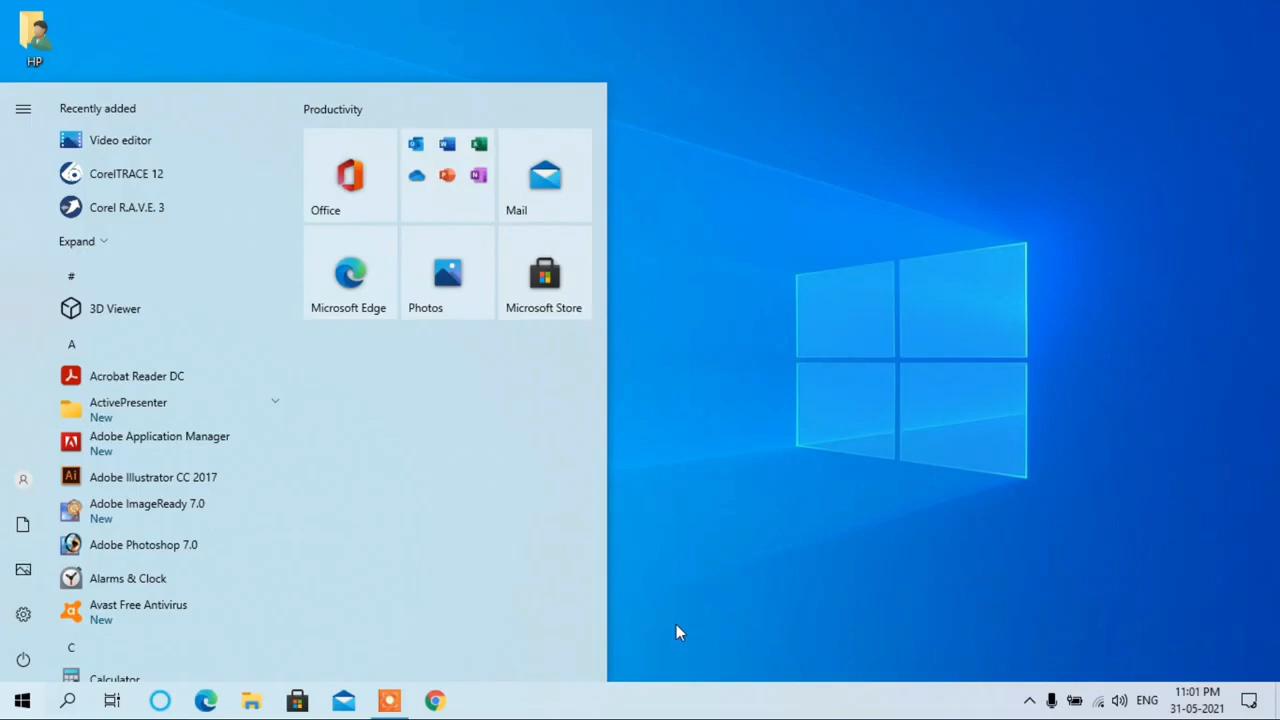 HP
Recently added
Productivity
Video editor
CorelTRACE 12
Corel R.A.V.E. 3
Office
Mail
Expand
#
3D Viewer
Microsoft Edge
Photos
Microsoft Store
A
Acrobat Reader DC
ActivePresenter
New
Adobe Application Manager
New
Adobe Illustrator CC 2017
Adobe ImageReady 7.0
New
Adobe Photoshop 7.0
Alarms & Clock
Avast Free Antivirus
New
C
Calculator
ENG
11:01 PM
31-05-2021